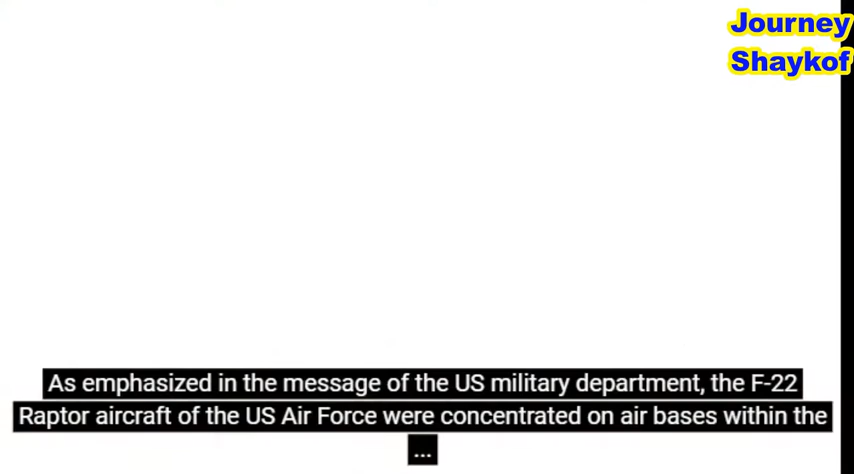 Journey
Shaykof
As emphasized in the message of the US military department, the F-22
Raptor aircraft of the US Air Force were concentrated on air bases within the
...